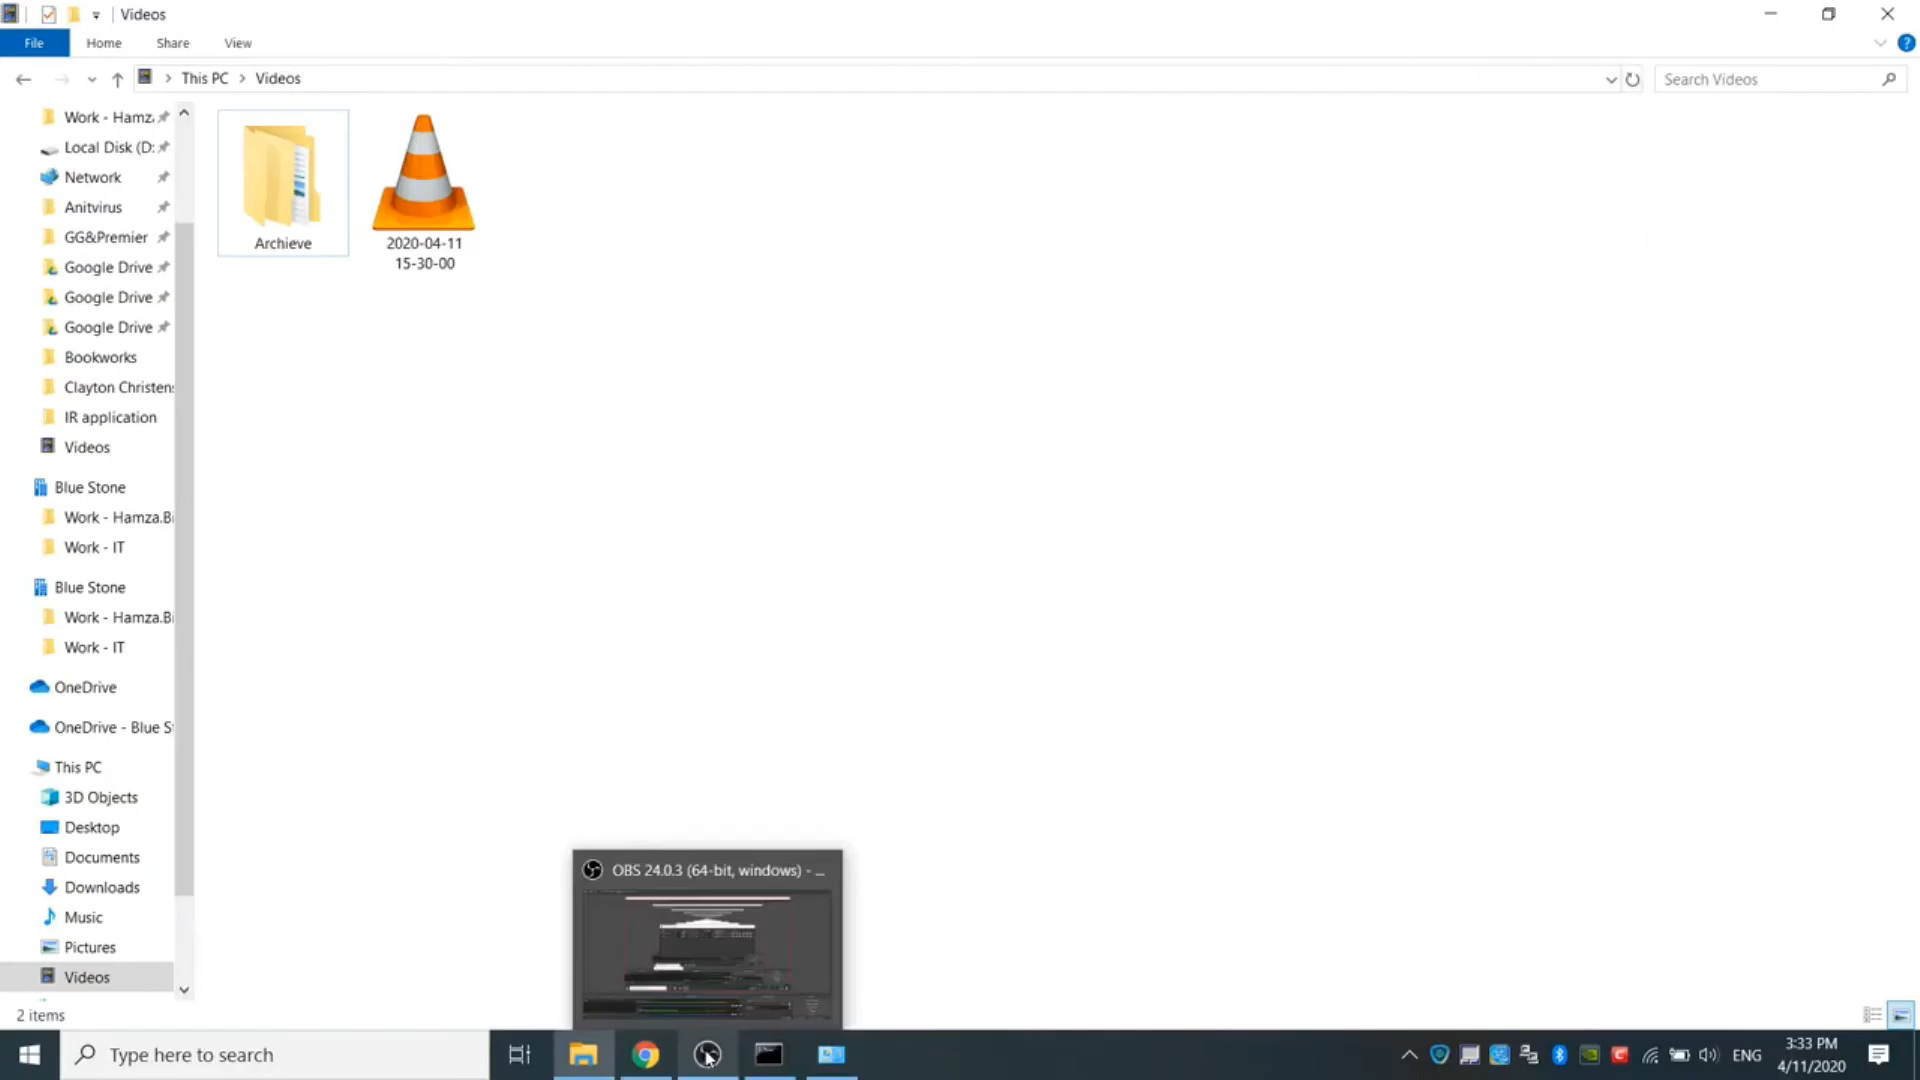 Videos
File
Home
Share
View
This PC
Videos
Search Videos
Work - Hamz
Local Disk (D:
Network
Anitvirus
GG&Premier
Google Drive
Google Drive
Google Drive
Bookworks
Clayton Christen
IR application
Videos
Blue Stone
Work - Hamza.B
Work - IT
Blue Stone
Work - Hamza.B
Work - IT
OneDrive
OneDrive - Blue S
This PC
3D Objects
Desktop
Documents
Downloads
Music
Pictures
Videos
Archieve
2020-04-11
15-30-00
2 items
OBS 24.0.3 (64-bit, windows) - ...
Type here to search
ENG
3:33 PM
4/11/2020